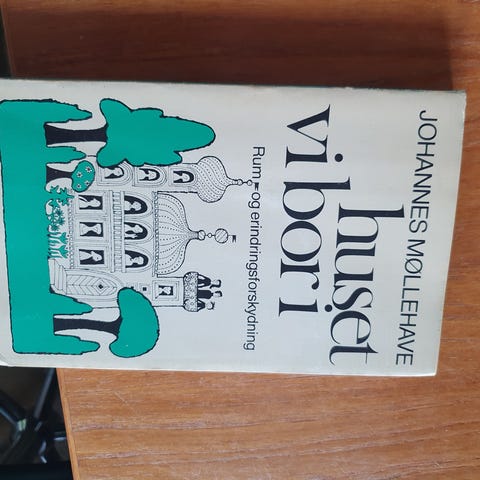 JOHANNES MØLLEHAVE
huset
vi bor i
Rum- og erindringsforskydning